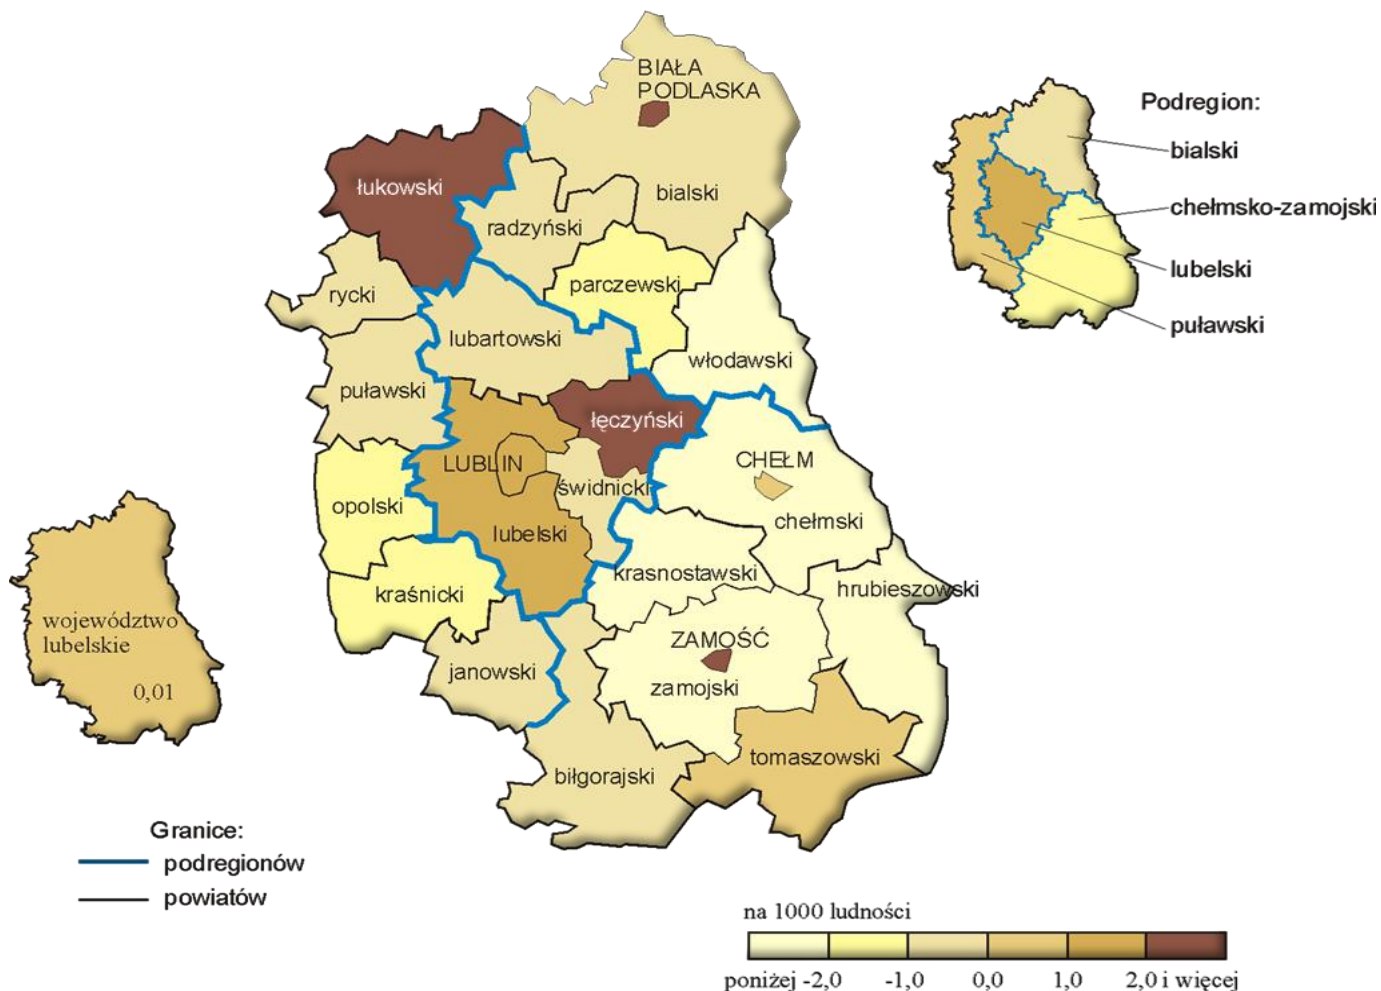 BIAŁA
PODLASKA
łukowski
bialski
radzyński
rycki
parczewski
lubartowski
włodawski
puławski
łęczyński
LUBLIN
CHEŁM
świdnicki
opolski
chełmski
lubelski
krasnostawski
hrubieszowski
kraśnicki
ZAMOŚĆ
janowski
zamojski
tomaszowski
biłgorajski
Podregion:
bialski
chełmsko-zamojski
lubelski
puławski
województwo
lubelskie
0,01
Granice:
podregionów
powiatów
na 1000 ludności
poniżej -2,0 -1,0 0,0 1,0 2,0 i więcej